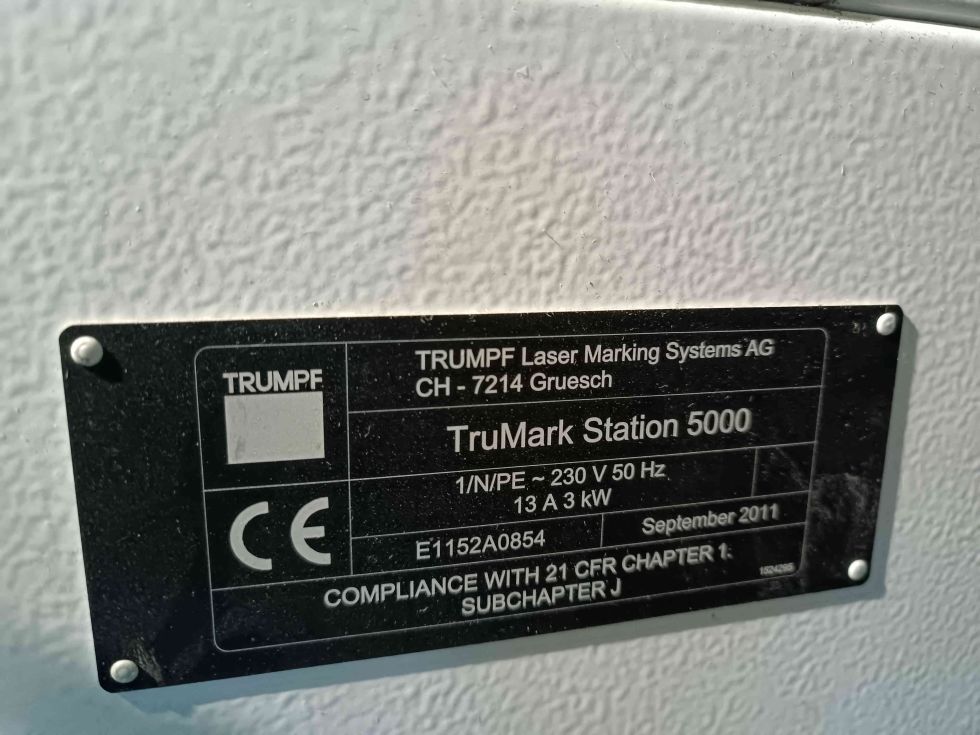 TRUMPF
TRUMPF Laser Marking Systems AG
CH - 7214 Gruesch
TruMark Station 5000
1/N/PE ~ 230 V 50 Hz
13 A 3 kW
CE
E1152A0854
September 2011
COMPLIANCE WITH 21 CFR CHAPTER 1.
SUBCHAPTER J
1524295